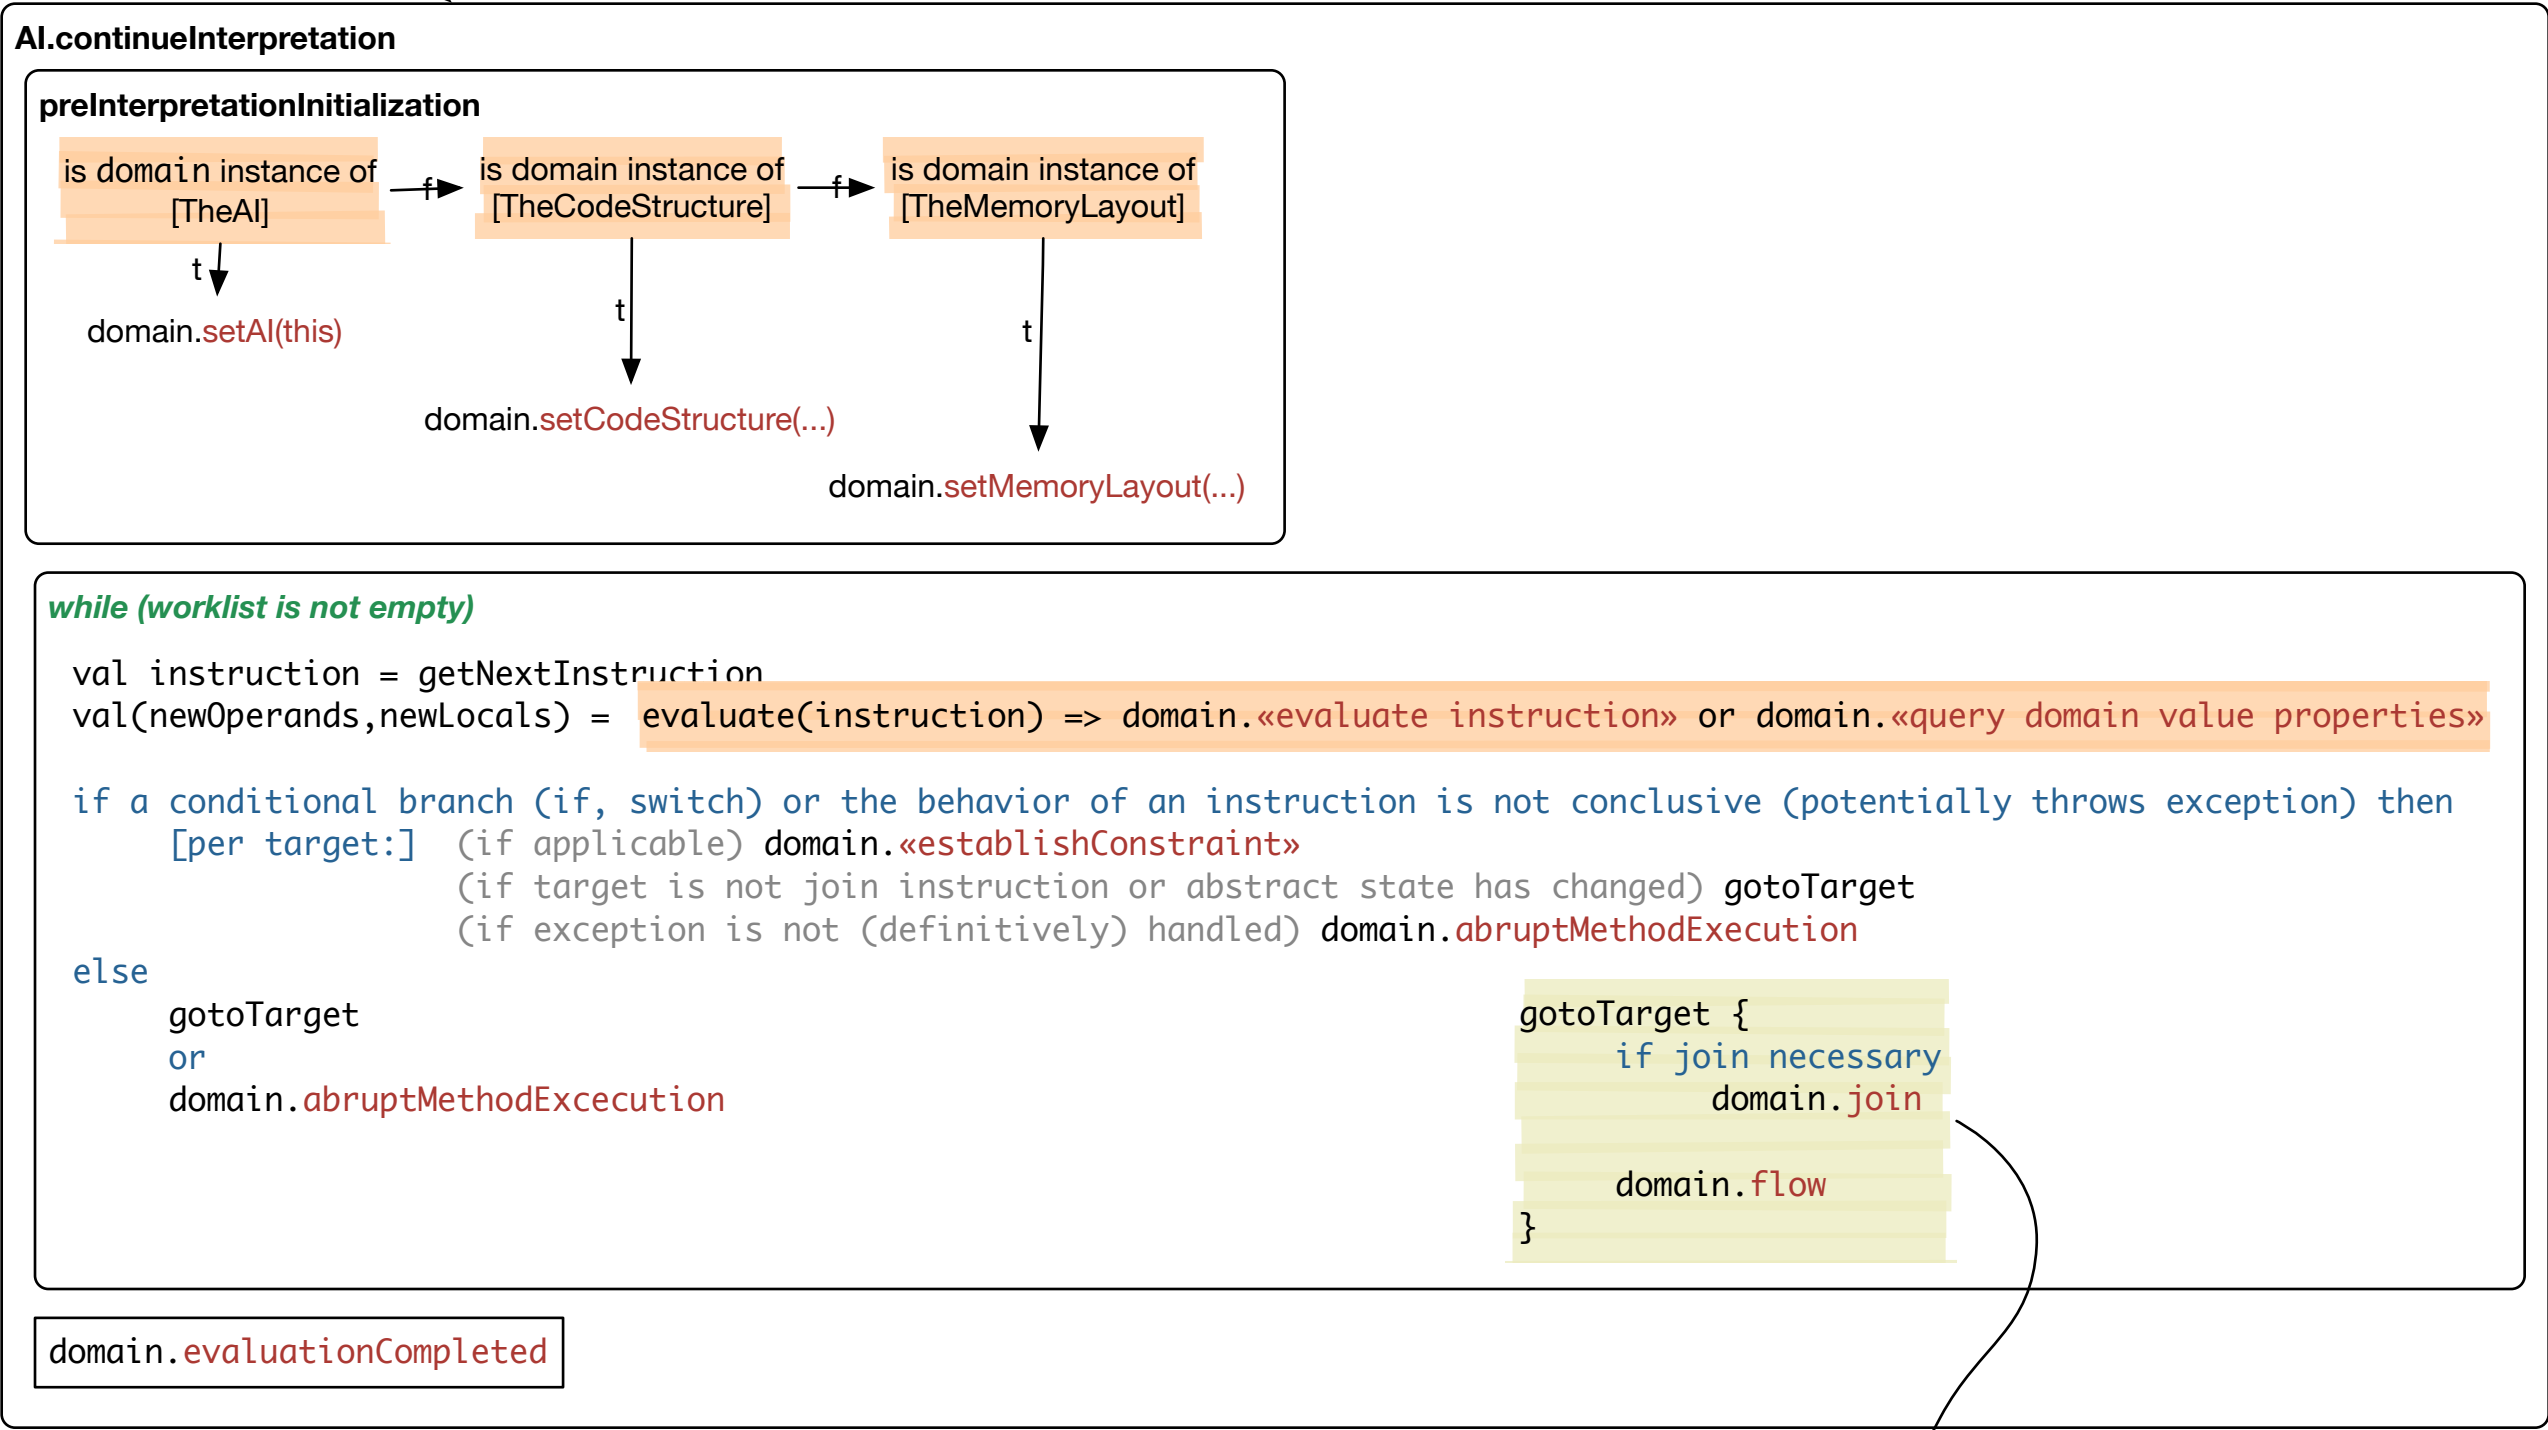 AI.continueInterpretation
preInterpretationInitialization
is domain instance of
[TheAI]
f
is domain instance of
[TheCodeStructure]
f
is domain instance of
[TheMemoryLayout]
t
domain.setAI(this)
t
domain.setCodeStructure(...)
t
domain.setMemoryLayout(...)
while (worklist is not empty)
val instruction = getNextInstruction
val(newOperands,newLocals) = evaluate(instruction) => domain.«evaluate instruction» or domain.«query domain value properties»
if a conditional branch (if, switch) or the behavior of an instruction is not conclusive (potentially throws exception) then
[per target:] (if applicable) domain.«establishConstraint»
(if target is not join instruction or abstract state has changed) gotoTarget
(if exception is not (definitively) handled) domain.abruptMethodExecution
else
gotoTarget
or
domain.abruptMethodExcecution
gotoTarget {
if join necessary
domain.join
domain.flow
}
domain.evaluationCompleted